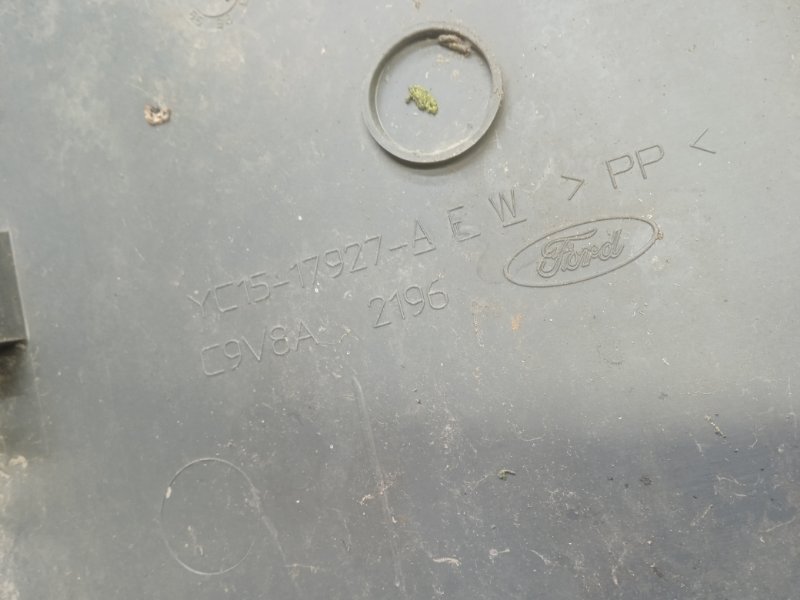 YC15-17927-A E W > PP <
Ford
C9V8A 2196